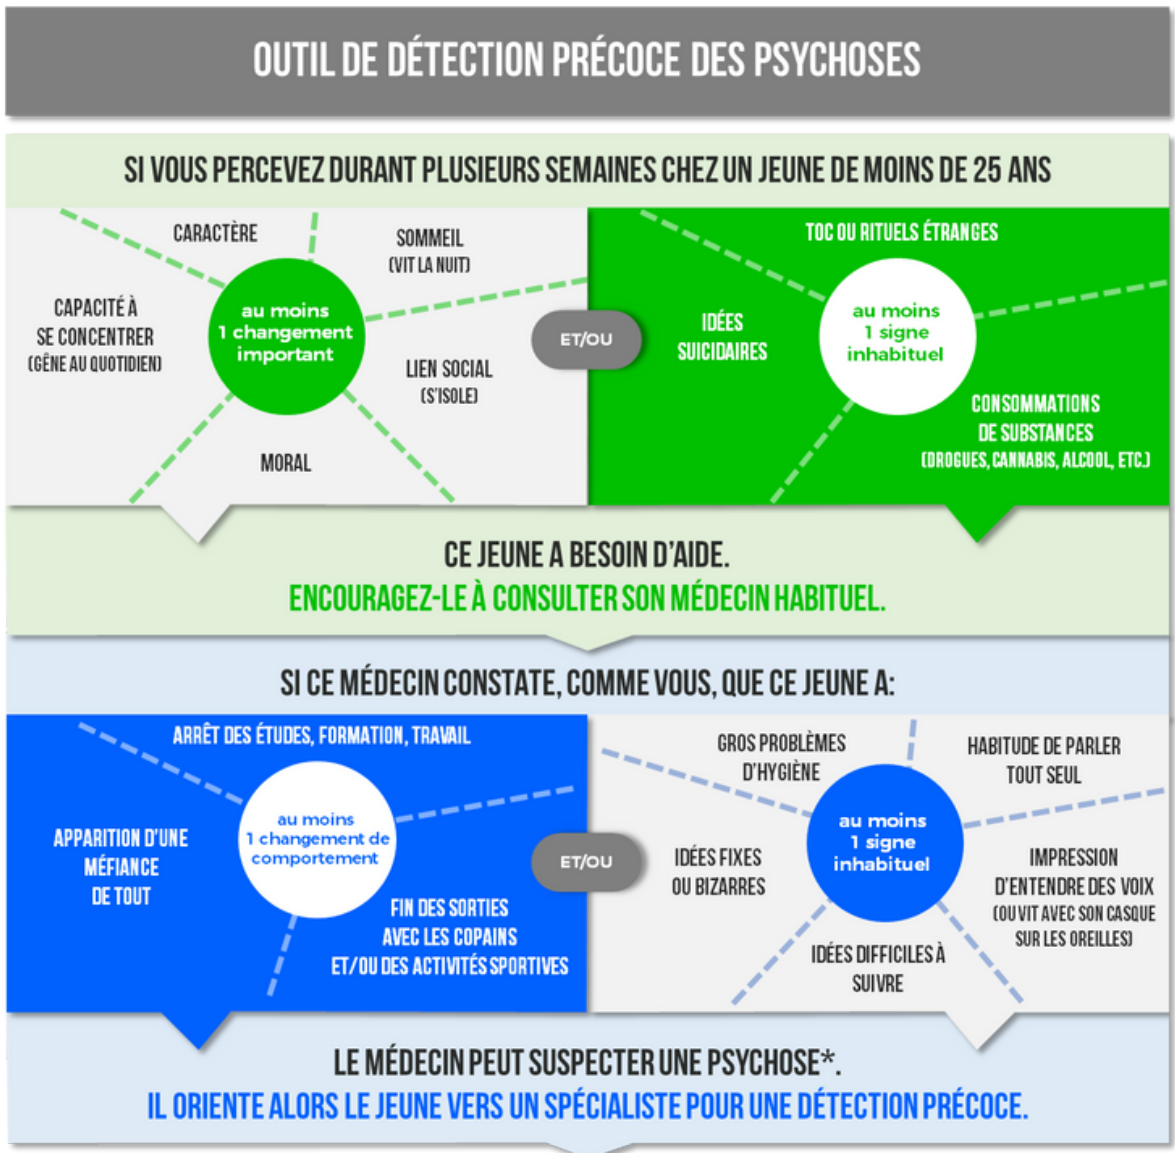 OUTIL DE DÉTECTION PRÉCOCE DES PSYCHOSES
SI VOUS PERCEVEZ DURANT PLUSIEURS SEMAINES CHEZ UN JEUNE DE MOINS DE 25 ANS
CARACTÈRE
SOMMEIL
(VIT LA NUIT)
CAPACITÉ À
SE CONCENTRER
(GÊNE AU QUOTIDIEN)
au moins
1 changement
important
LIEN SOCIAL
(S'ISOLE)
MORAL
ET/OU
TOC OU RITUELS ÉTRANGES
IDÉES
SUICIDAIRES
au moins
1 signe
inhabituel
CONSOMMATIONS
DE SUBSTANCES
(DROGUES, CANNABIS, ALCOOL, ETC.)
CE JEUNE A BESOIN D'AIDE.
ENCOURAGEZ-LE À CONSULTER SON MÉDECIN HABITUEL.
SI CE MÉDECIN CONSTATE, COMME VOUS, QUE CE JEUNE A:
ARRÊT DES ÉTUDES, FORMATION, TRAVAIL
APPARITION D'UNE
MÉFIANCE
DE TOUT
au moins
1 changement de
comportement
FIN DES SORTIES
AVEC LES COPAINS
ET/OU DES ACTIVITÉS SPORTIVES
ET/OU
GROS PROBLÈMES
D'HYGIÈNE
HABITUDE DE PARLER
TOUT SEUL
IDÉES FIXES
OU BIZARRES
au moins
1 signe
inhabituel
IMPRESSION
D'ENTENDRE DES VOIX
(OU VIT AVEC SON CASQUE
SUR LES OREILLES)
IDÉES DIFFICILES À
SUIVRE
LE MÉDECIN PEUT SUSPECTER UNE PSYCHOSE*.
IL ORIENTE ALORS LE JEUNE VERS UN SPÉCIALISTE POUR UNE DÉTECTION PRÉCOCE.